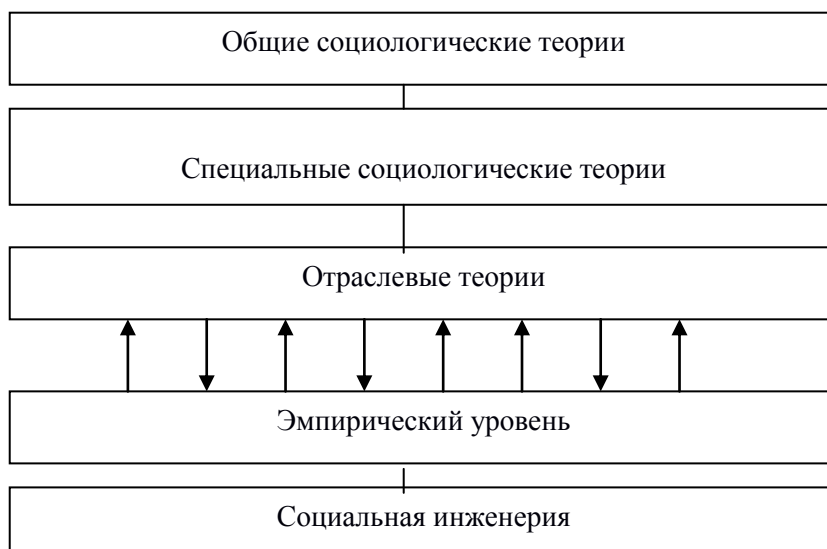 Общие социологические теории
Специальные социологические теории
Отраслевые теории
Эмпирический уровень
Социальная инженерия